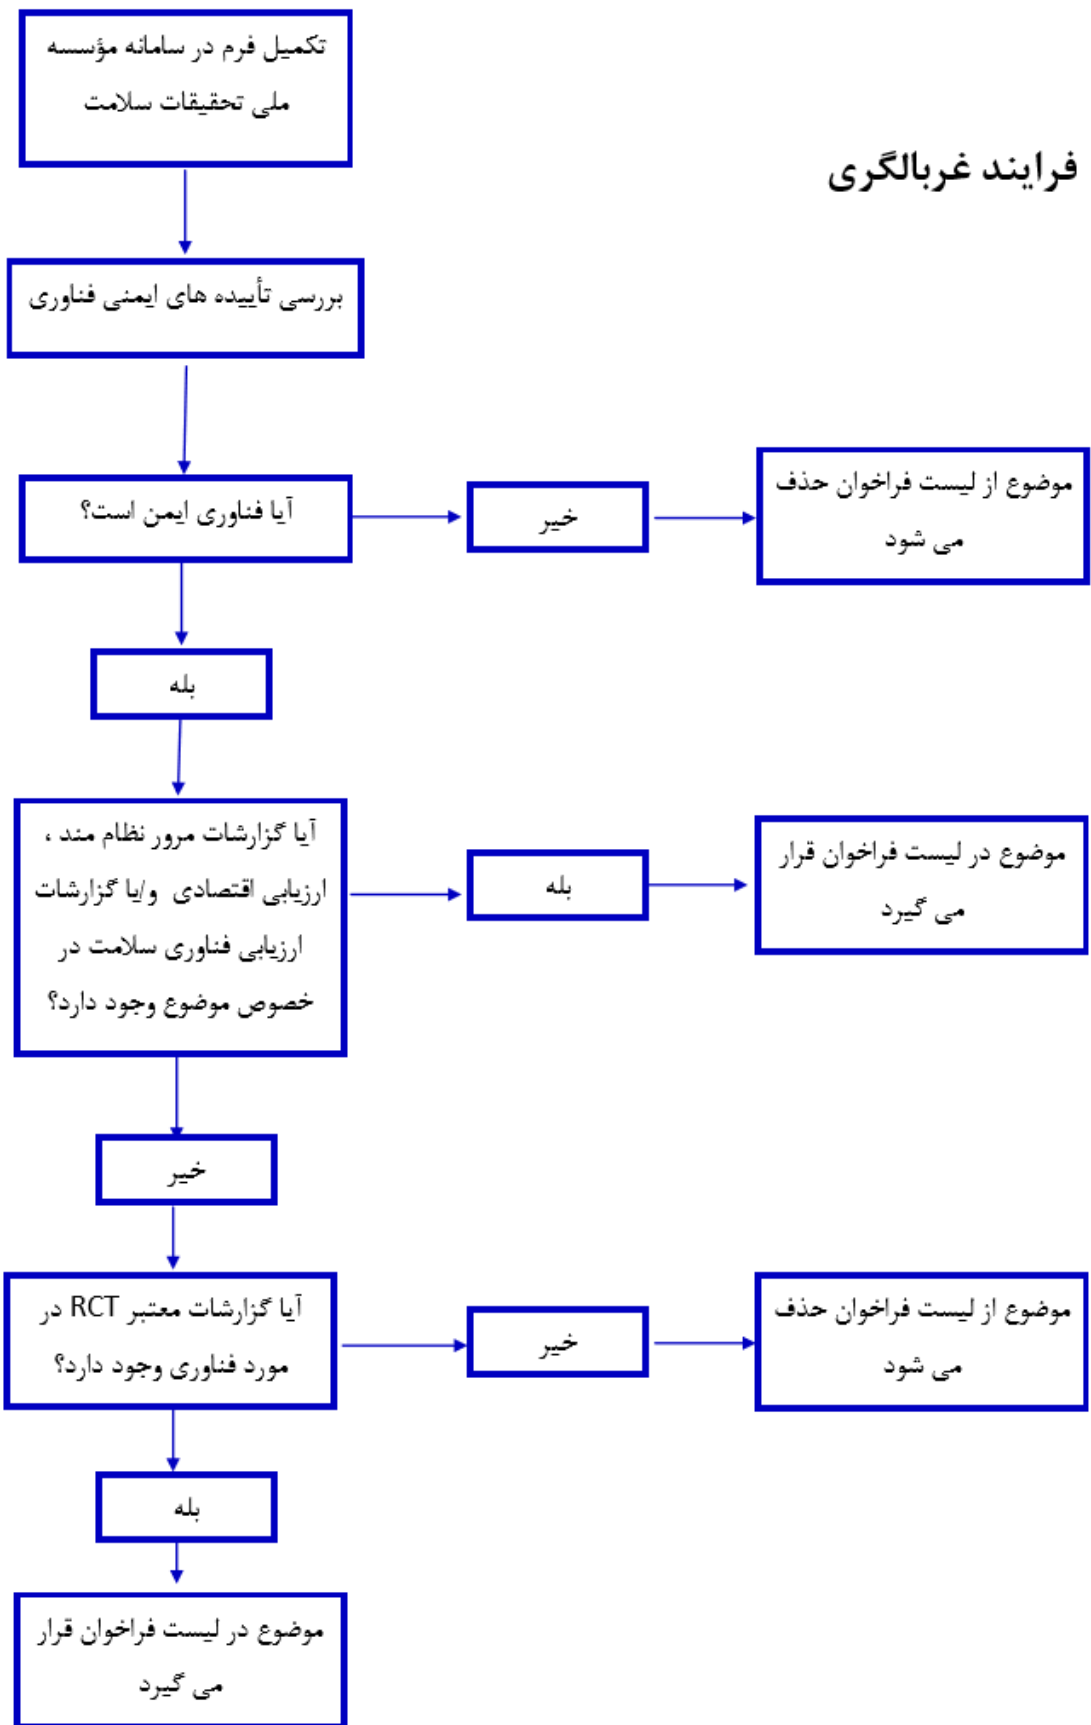 تکمیل فرم در سامانه مؤسسه
ملی تحقیقات سلامت
فرایند غربالگری
بررسی تأییده های ایمنی فناوری
آیا فناوری ایمن است؟
خیر
موضوع از لیست فراخوان حذف
می شود
بله
آیا گزارشات مرور نظام مند ،
ارزیابی اقتصادی و/یا گزارشات
ارزیابی فناوری سلامت در
خصوص موضوع وجود دارد؟
بله
موضوع در لیست فراخوان قرار
می گیرد
خیر
آیا گزارشات معتبر RCT در
مورد فناوری وجود دارد؟
خیر
موضوع از لیست فراخوان حذف
می شود
بله
موضوع در لیست فراخوان قرار
می گیرد